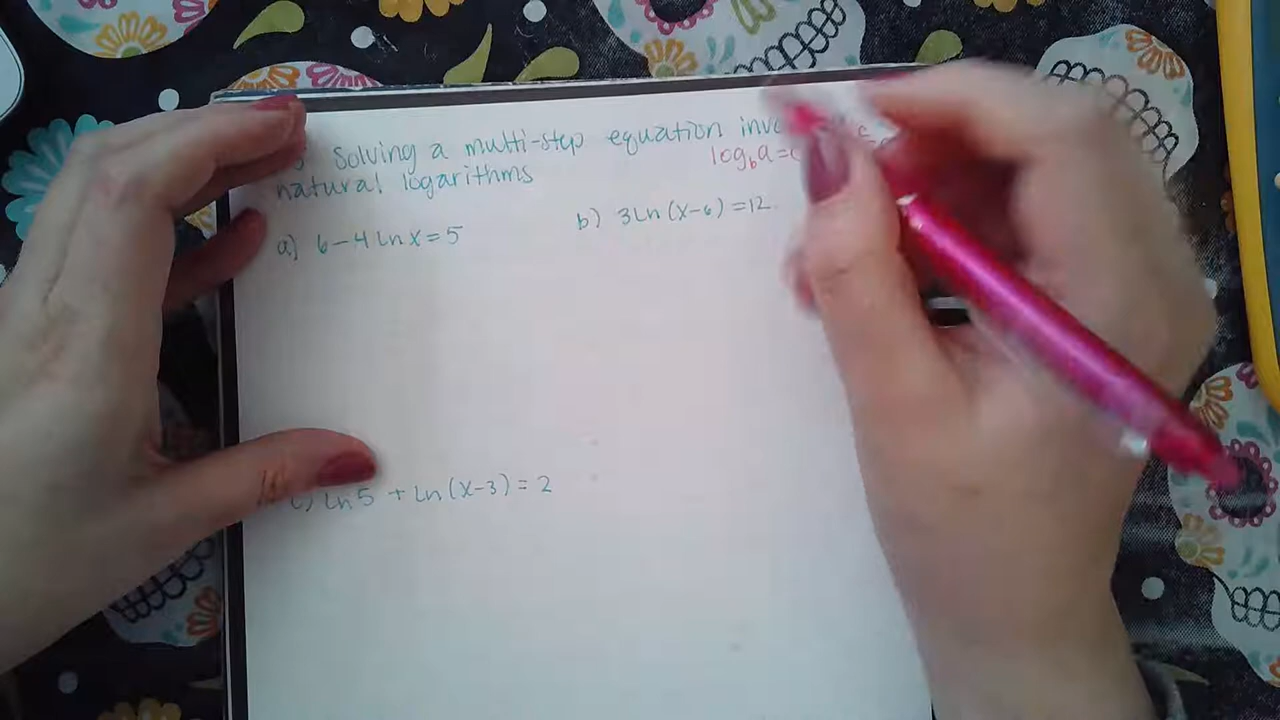 Solving a multi-step equation
natural logarithms
log_b a =
a) 6-4 ln x = 5
b) 3 ln (x-6) = 12
ln 5 + ln (x-3) = 2